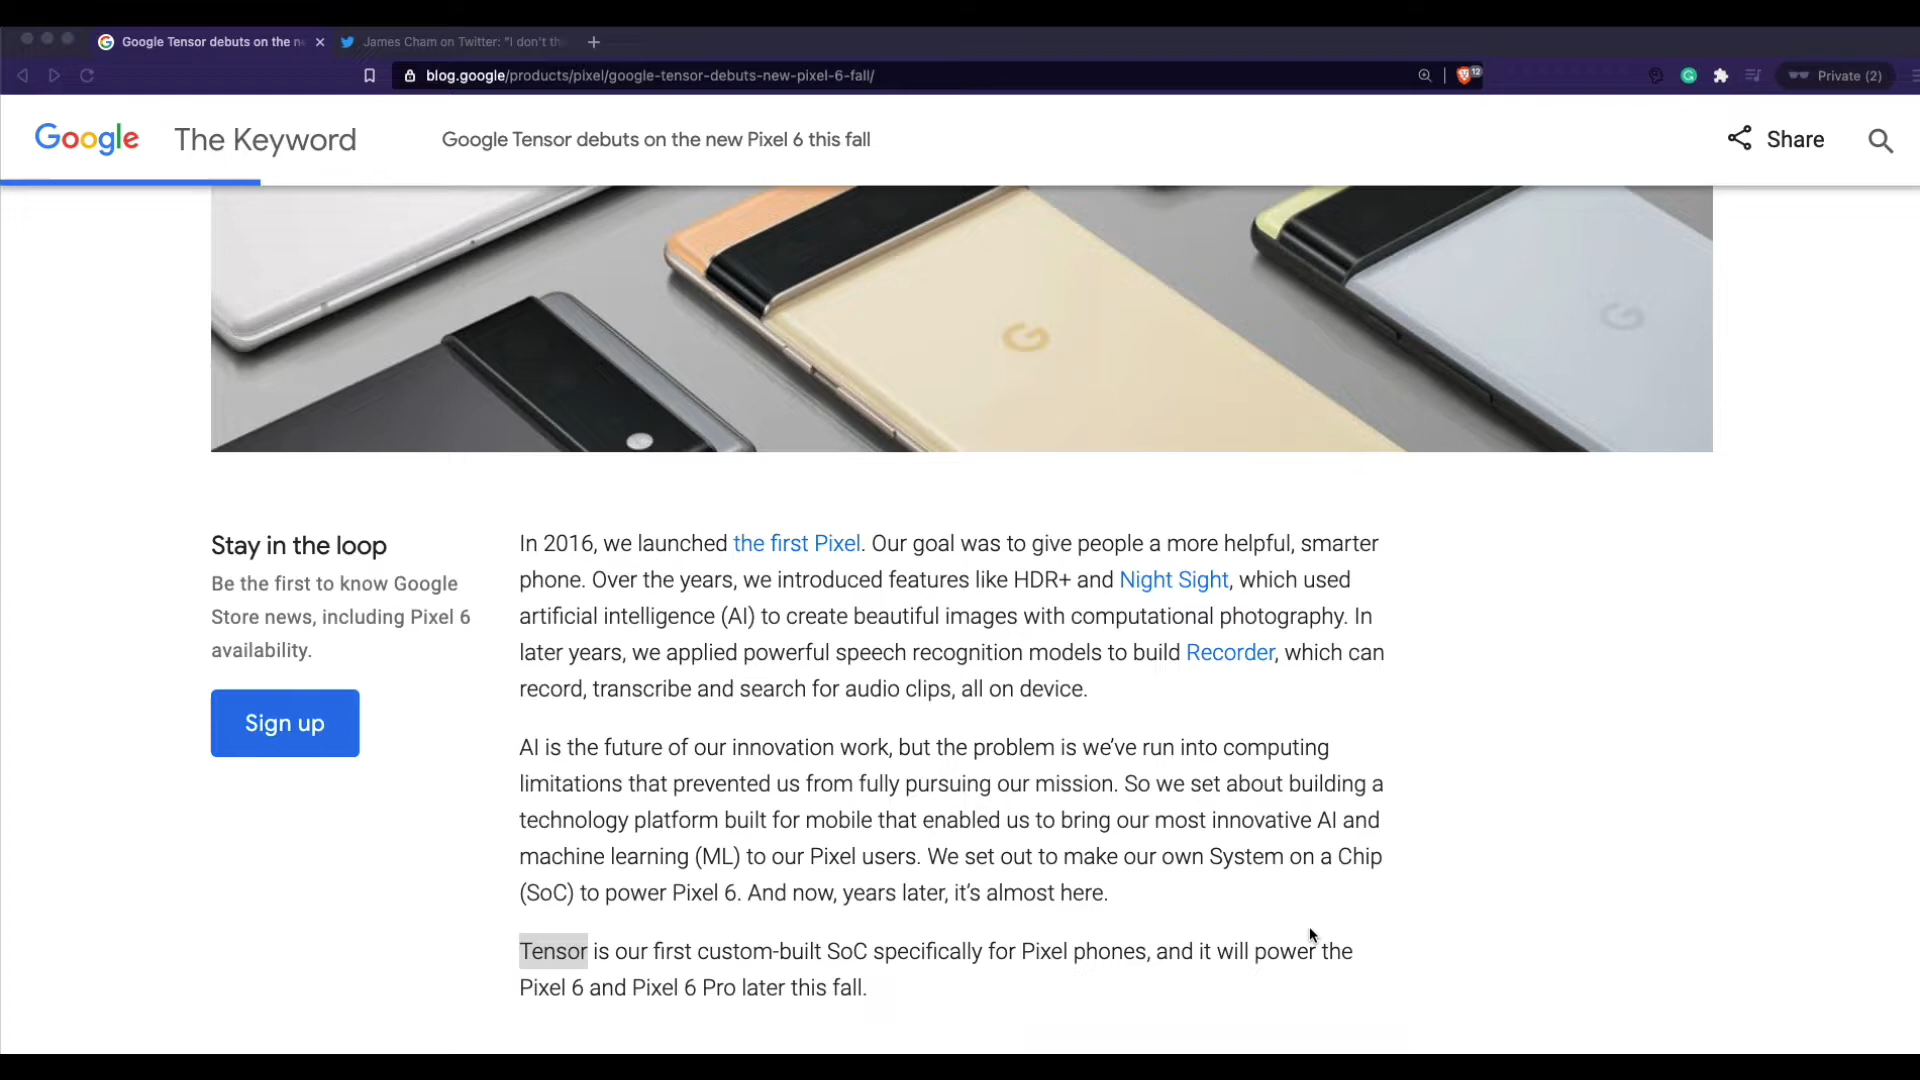 Google Tensor debuts on the n
James Cham on Twitter: "I don't th
blog.google/products/pixel/google-tensor-debuts-new-pixel-6-fall/
12
Private (2)
Google The Keyword
Google Tensor debuts on the new Pixel 6 this fall
Share
G
G
Stay in the loop
Be the first to know Google
Store news, including Pixel 6
availability.
Sign up
In 2016, we launched the first Pixel. Our goal was to give people a more helpful, smarter
phone. Over the years, we introduced features like HDR+ and Night Sight, which used
artificial intelligence (AI) to create beautiful images with computational photography. In
later years, we applied powerful speech recognition models to build Recorder, which can
record, transcribe and search for audio clips, all on device.
AI is the future of our innovation work, but the problem is we’ve run into computing
limitations that prevented us from fully pursuing our mission. So we set about building a
technology platform built for mobile that enabled us to bring our most innovative AI and
machine learning (ML) to our Pixel users. We set out to make our own System on a Chip
(SoC) to power Pixel 6. And now, years later, it’s almost here.
Tensor is our first custom-built SoC specifically for Pixel phones, and it will power the
Pixel 6 and Pixel 6 Pro later this fall.